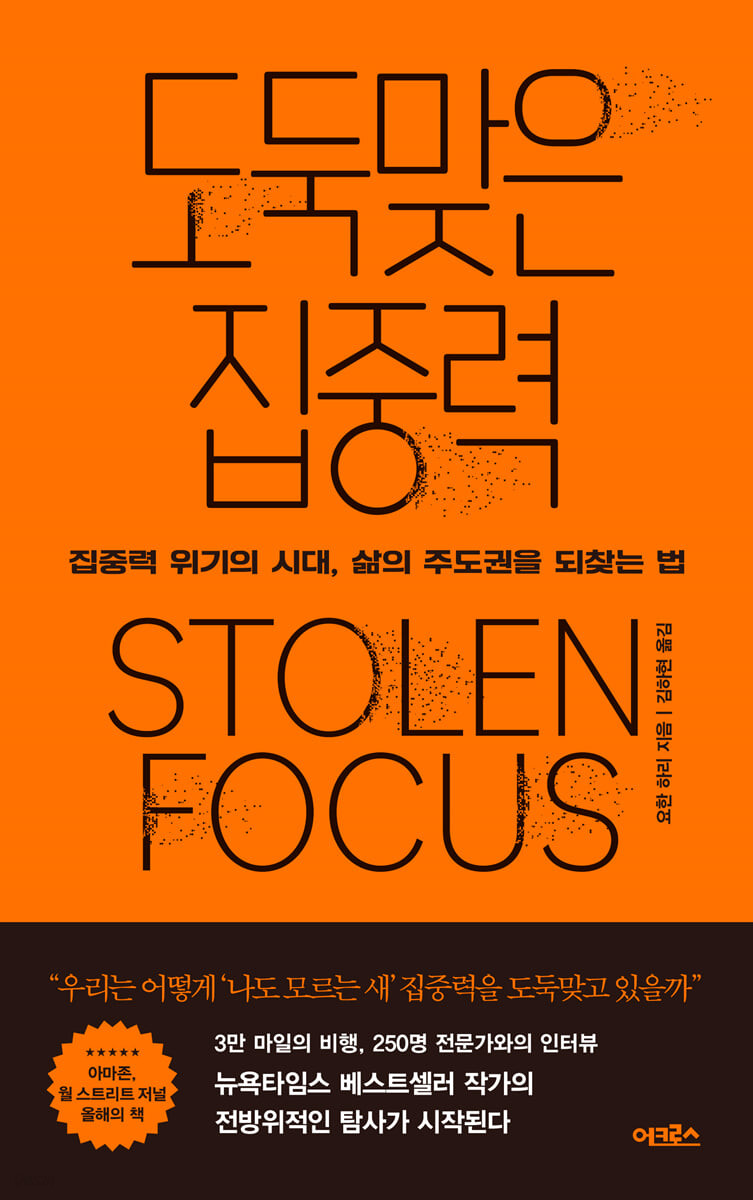 도둑맞은
집중력
집중력 위기의 시대, 삶의 주도권을 되찾는 법
STOLEN
FOCUS
요한 하리 지음 | 김하현 옮김
“우리는 어떻게 ‘나도 모르는 새’ 집중력을 도둑맞고 있을까”
★★★★★
아마존,
월 스트리트 저널
올해의 책
3만 마일의 비행, 250명 전문가와의 인터뷰
뉴욕타임스 베스트셀러 작가의
전방위적인 탐사가 시작된다
어크로스